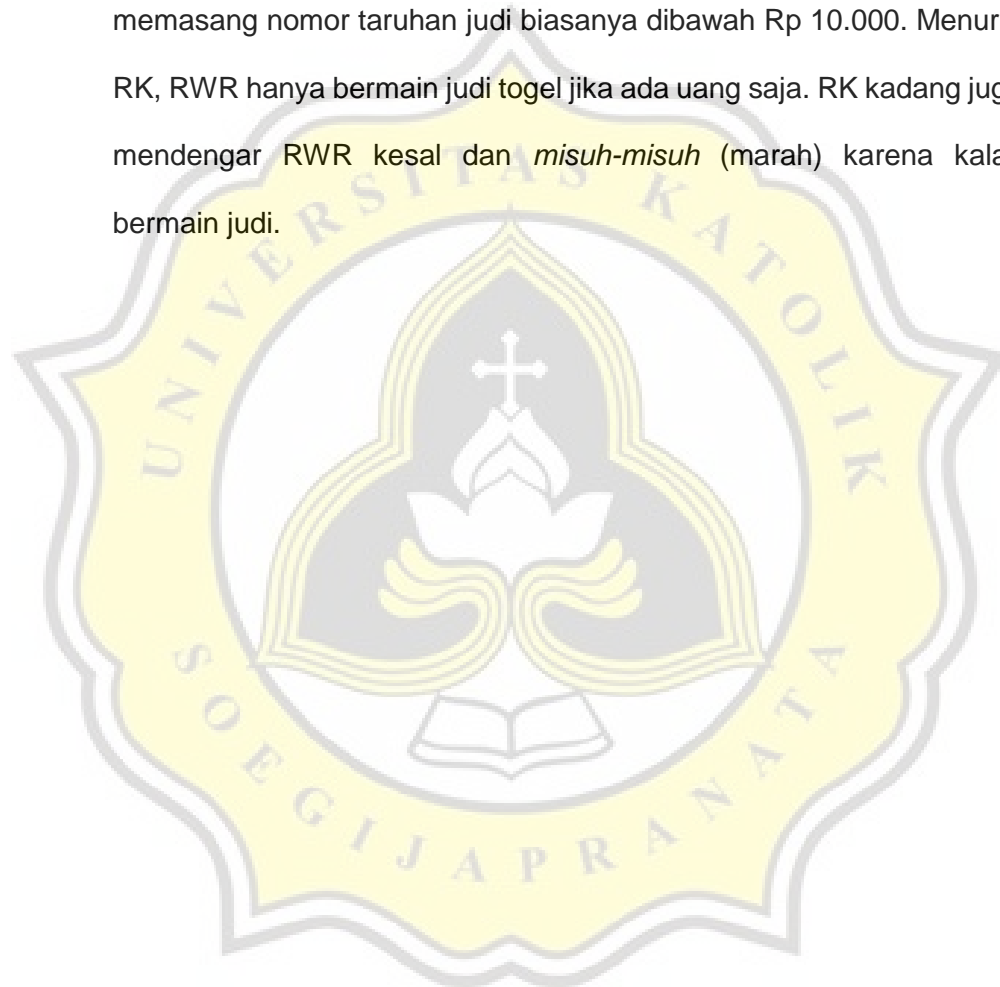 memasang nomor taruhan judi biasanya dibawah Rp 10.000. Menur
RK, RWR hanya bermain judi togel jika ada uang saja. RK kadang jug
mendengar RWR kesal dan misuh-misuh (marah) karena kala
bermain judi.
UNIVERSITAS KATOLIK
SOEGIJAPRANATA